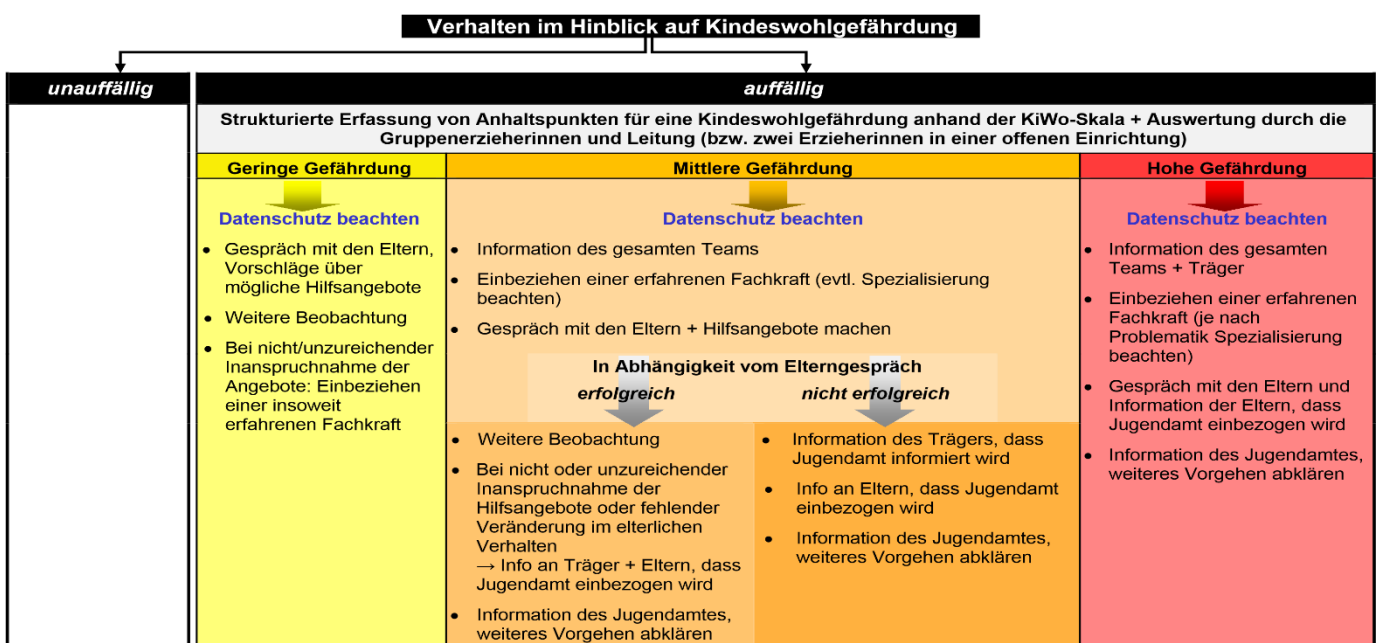 Verhalten im Hinblick auf Kindeswohlgefährdung
unauffällig
auffällig
Strukturierte Erfassung von Anhaltspunkten für eine Kindeswohlgefährdung anhand der KiWo-Skala + Auswertung durch die
Gruppenerzieherinnen und Leitung (bzw. zwei Erzieherinnen in einer offenen Einrichtung)
Geringe Gefährdung
Datenschutz beachten
• Gespräch mit den Eltern,
Vorschläge über
mögliche Hilfsangebote
• Weitere Beobachtung
• Bei nicht/unzureichender
Inanspruchnahme der
Angebote: Einbeziehen
einer insoweit
erfahrenen Fachkraft
Mittlere Gefährdung
Datenschutz beachten
• Information des gesamten Teams
• Einbeziehen einer erfahrenen Fachkraft (evtl. Spezialisierung
beachten)
• Gespräch mit den Eltern + Hilfsangebote machen
In Abhängigkeit vom Elterngespräch
erfolgreich
• Weitere Beobachtung
• Bei nicht oder unzureichender
Inanspruchnahme der
Hilfsangebote oder fehlender
Veränderung im elterlichen
Verhalten
→ Info an Träger + Eltern, dass
Jugendamt einbezogen wird
• Information des Jugendamtes,
weiteres Vorgehen abklären
nicht erfolgreich
• Information des Trägers, dass
Jugendamt informiert wird
• Info an Eltern, dass Jugendamt
einbezogen wird
• Information des Jugendamtes,
weiteres Vorgehen abklären
Hohe Gefährdung
Datenschutz beachten
• Information des gesamten
Teams + Träger
• Einbeziehen einer erfahrenen
Fachkraft (je nach
Problematik Spezialisierung
beachten)
• Gespräch mit den Eltern und
Information der Eltern, dass
Jugendamt einbezogen wird
• Information des Jugendamtes,
weiteres Vorgehen abklären